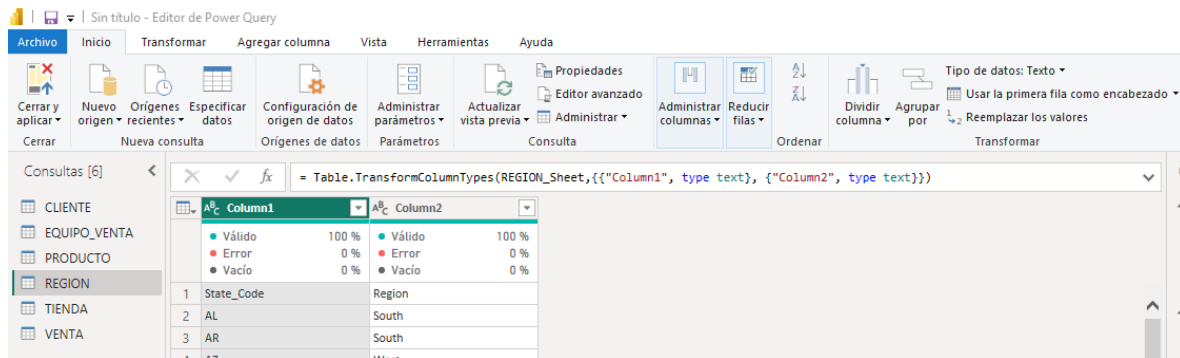 Sin título - Editor de Power Query
Archivo Inicio Transformar Agregar columna Vista Herramientas Ayuda
Cerrar y aplicar
Cerrar
Nuevo origen
Orígenes recientes
Especificar datos
Nueva consulta
Configuración de origen de datos
Orígenes de datos
Administrar parámetros
Parámetros
Actualizar vista previa
Propiedades
Editor avanzado
Administrar
Consulta
Administrar columnas
Reducir filas
Ordenar
Dividir columna
Agrupar por
Tipo de datos: Texto
Usar la primera fila como encabezado
Reemplazar los valores
Transformar
Consultas [6]
CLIENTE
EQUIPO_VENTA
PRODUCTO
REGION
TIENDA
VENTA
fx = Table.TransformColumnTypes(REGION_Sheet,{{"Column1", type text}, {"Column2", type text}})
ABC Column1 ABC Column2
Válido 100 % Válido 100 %
Error 0 % Error 0 %
Vacío 0 % Vacío 0 %
1 State_Code Region
2 AL South
3 AR South